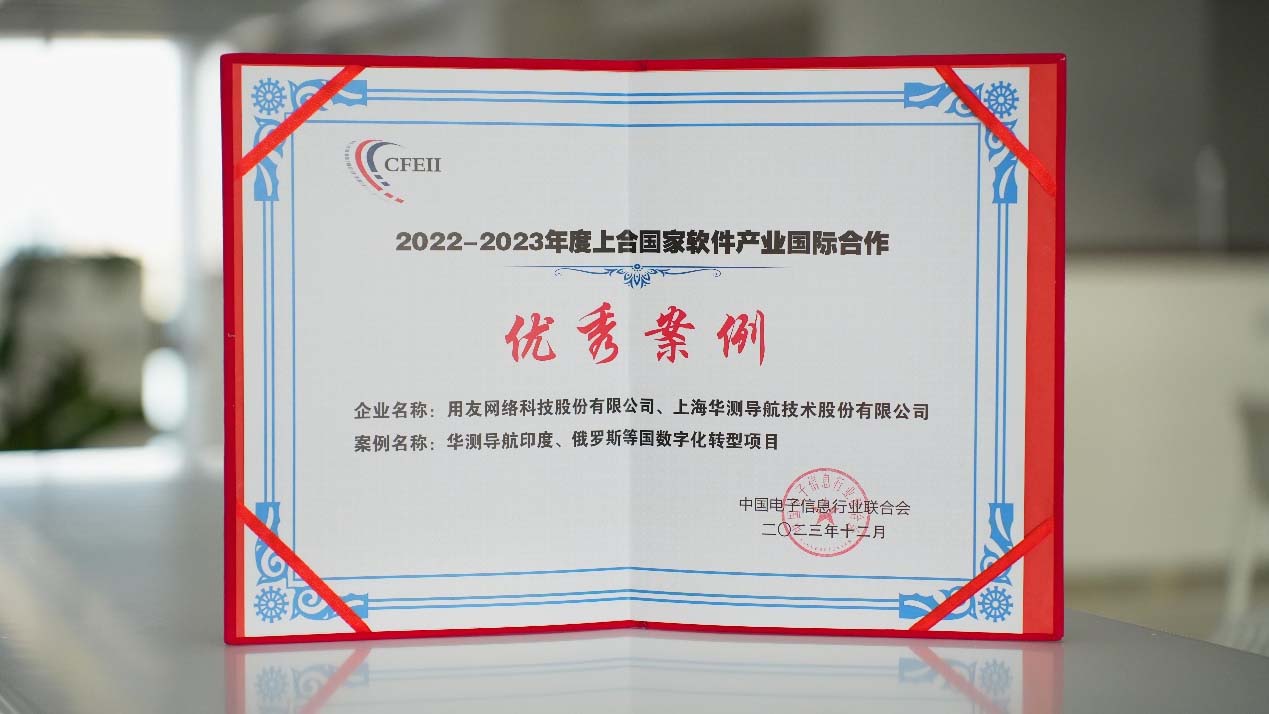 CFEII
2022-2023年度上合国家软件产业国际合作
优秀案例
企业名称：用友网络科技股份有限公司、上海华测导航技术股份有限公司
案例名称：华测导航印度、俄罗斯等国数字化转型项目
中国电子信息行业联合会
二〇二三年十二月